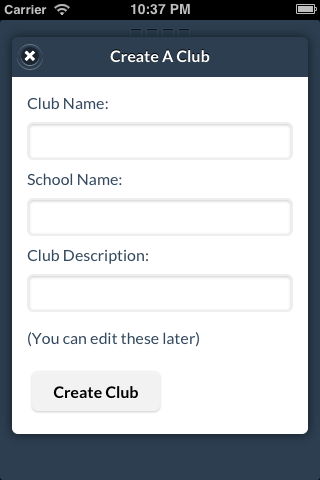 Carrier 10:37 PM
Create A Club
Club Name:
School Name:
Club Description:
(You can edit these later)
Create Club